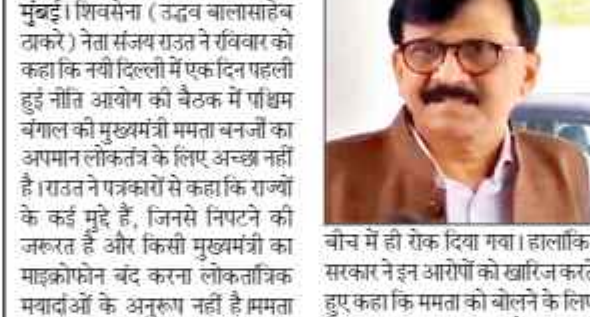 मुंबई। शिवसेना (उद्धव बालासाहेब
ठाकरे) नेता संजय राउत ने रविवार को
कहा कि नयी दिल्ली में एक दिन पहली
हुई नीति आयोग की बैठक में पश्चिम
बंगाल की मुख्यमंत्री ममता बनर्जी का
अपमान लोकतंत्र के लिए अच्छा नहीं
है। राउत ने पत्रकारों से कहा कि राज्यों
के कई मुद्दे हैं, जिनसे निपटने की
जरूरत है और किसी मुख्यमंत्री का
माइक्रोफोन बंद करना लोकतांत्रिक
मर्यादाओं के अनुरूप नहीं है।ममता
बीच में ही रोक दिया गया। हालांकि
सरकार ने इन आरोपों को खारिज करते
हुए कहा कि ममता को बोलने के लिए